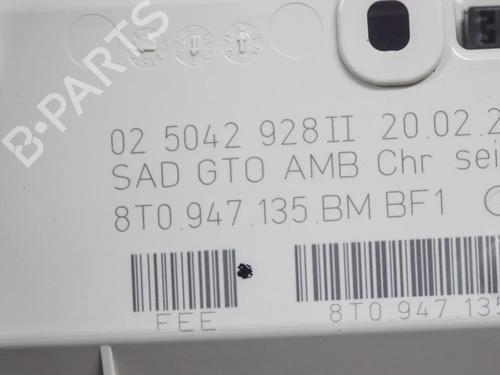 B-PARTS
02 5042 928II 20.02.2
SAD GTO AMB Chr sei
8T0.947.135.BM BF1
FEE
8T0 947 135